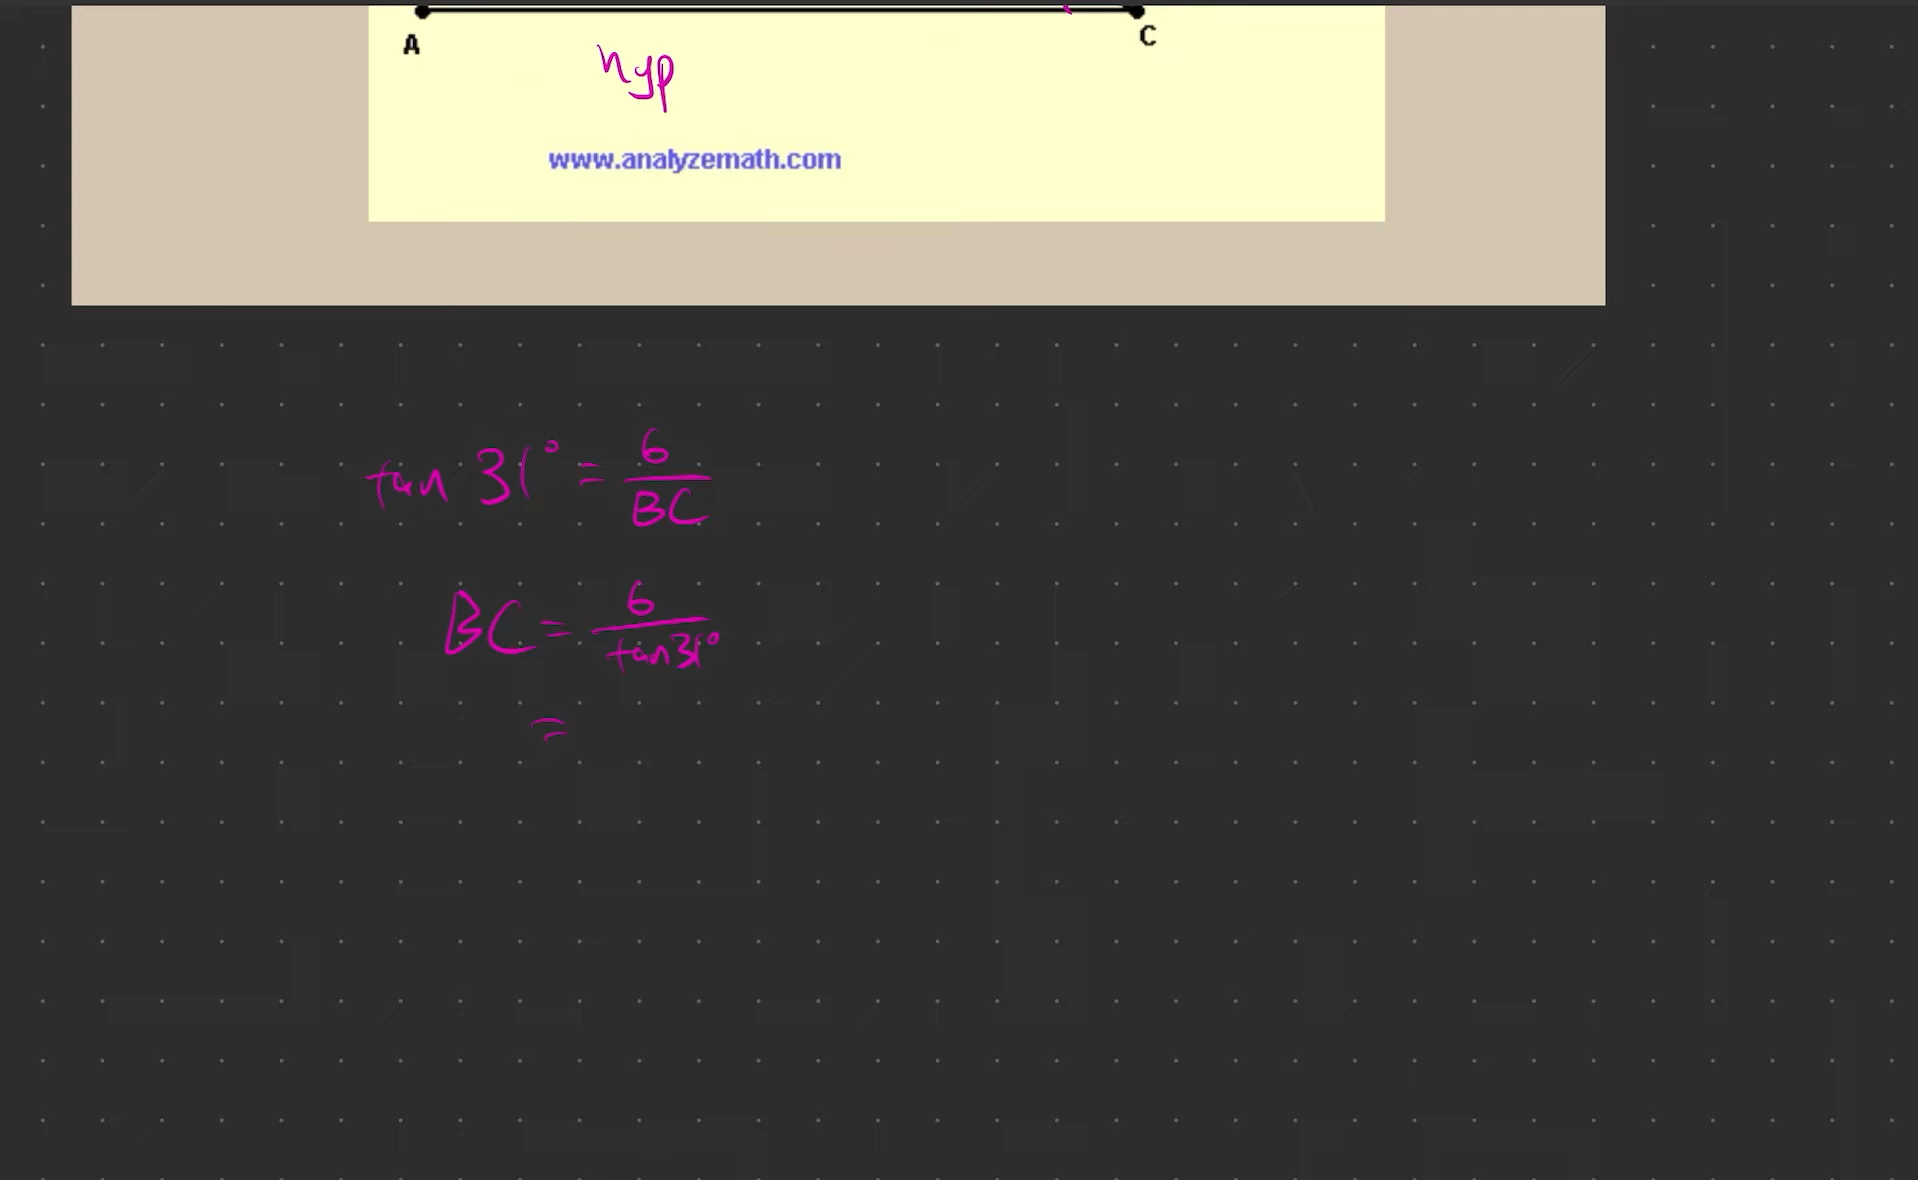 A
C
hyp
www.analyzemath.com
tan 31° = 6/BC
BC = 6/tan31°
=